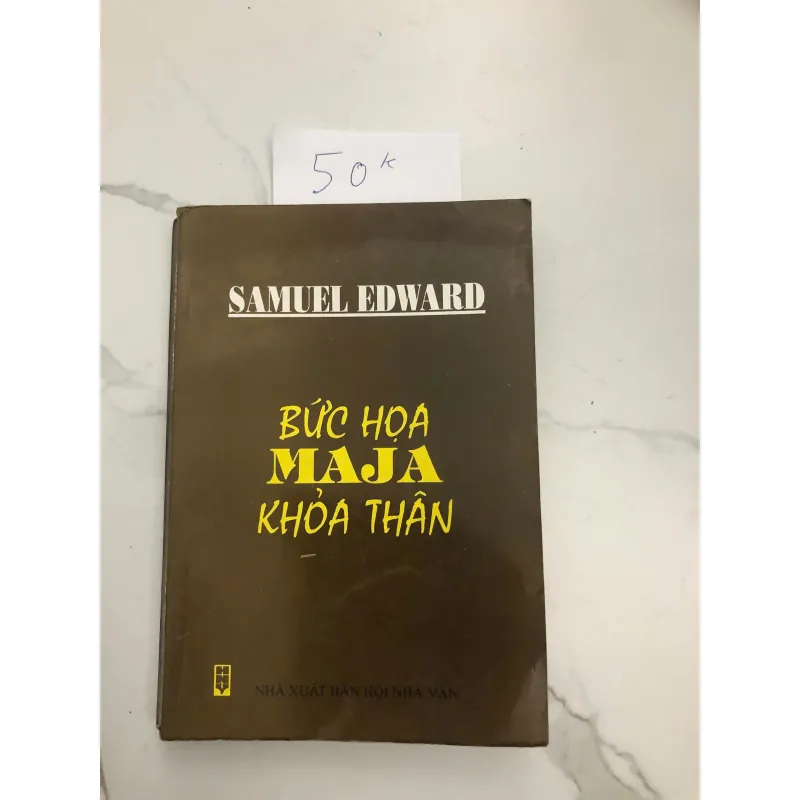 50k
SAMUEL EDWARD
BỨC HỌA
MAJA
KHỎA THÂN
NHÀ XUẤT BẢN HỘI NHÀ VĂN